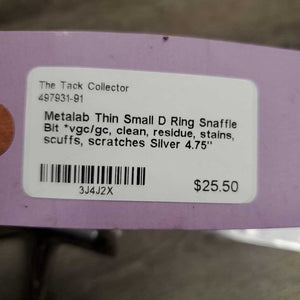 The Tack Collector
497931-91
Metalab Thin Small D Ring Snaffle
Bit *vgc/gc, clean, residue, stains,
scuffs, scratches Silver 4.75"
3J4J2X
$25.50